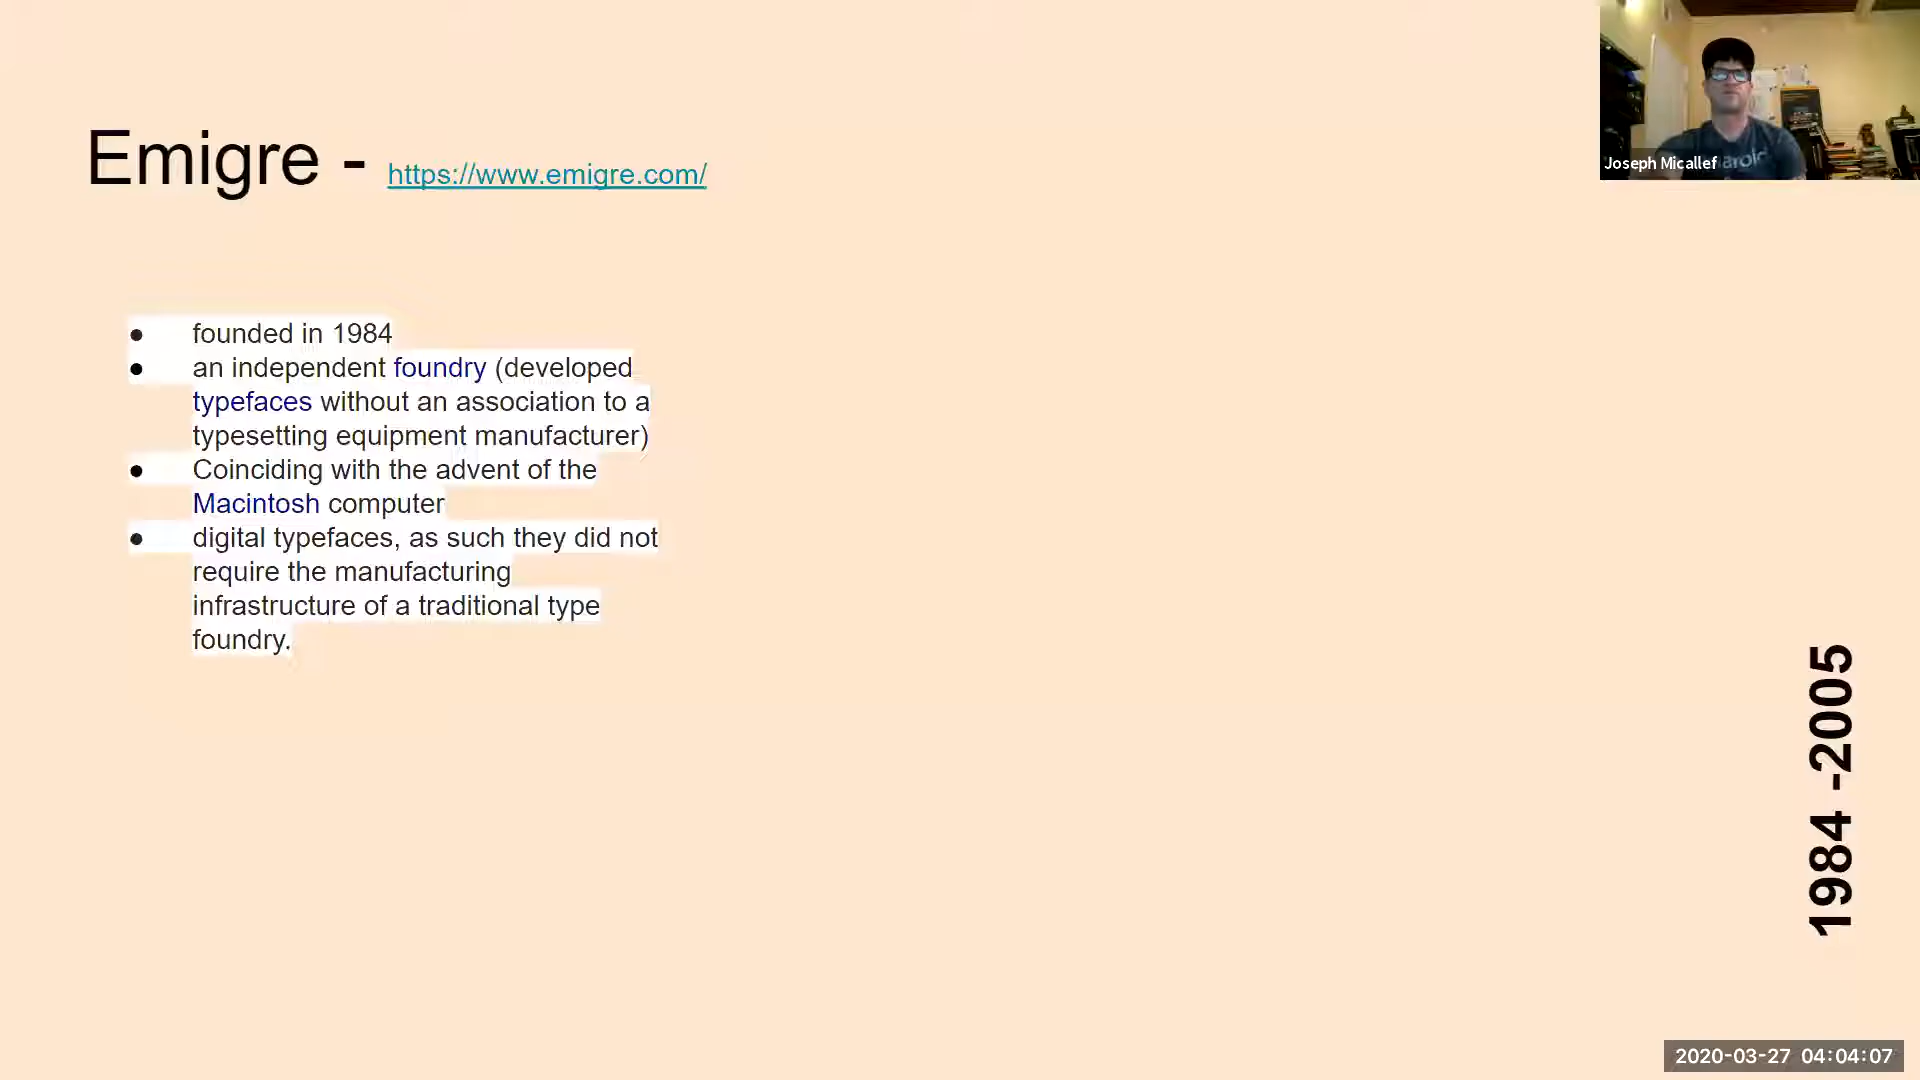 Emigre - https://www.emigre.com/
Joseph Micallef
arol
● founded in 1984
● an independent foundry (developed
typefaces without an association to a
typesetting equipment manufacturer)
● Coinciding with the advent of the
Macintosh computer
● digital typefaces, as such they did not
require the manufacturing
infrastructure of a traditional type
foundry.
1984 -2005
2020-03-27 04:04:07